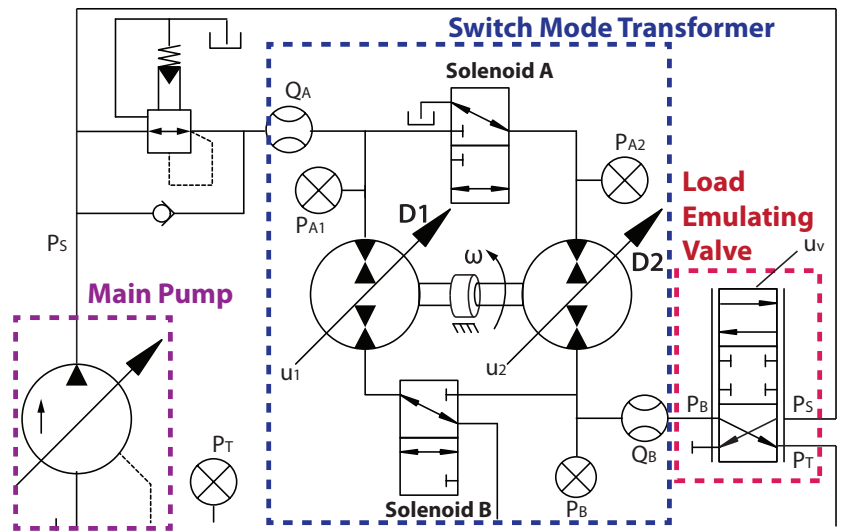 Switch Mode Transformer
Solenoid A
QA
PA2
PA1
D1
Load
Emulating
Valve
PS
ω
D2
uv
Main Pump
u1
u2
PB
PS
QB
PT
PT
Solenoid B
PB